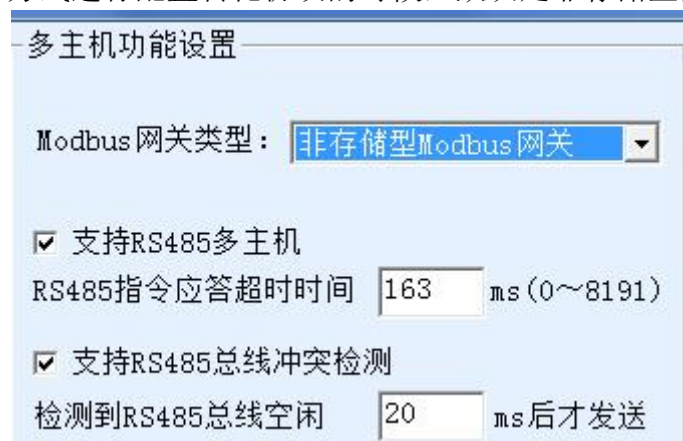 多主机功能设置
Modbus网关类型: 非存储型Modbus网关
支持RS485多主机
RS485指令应答超时时间 163 ms(0~8191)
支持RS485总线冲突检测
检测到RS485总线空闲 20 ms后才发送